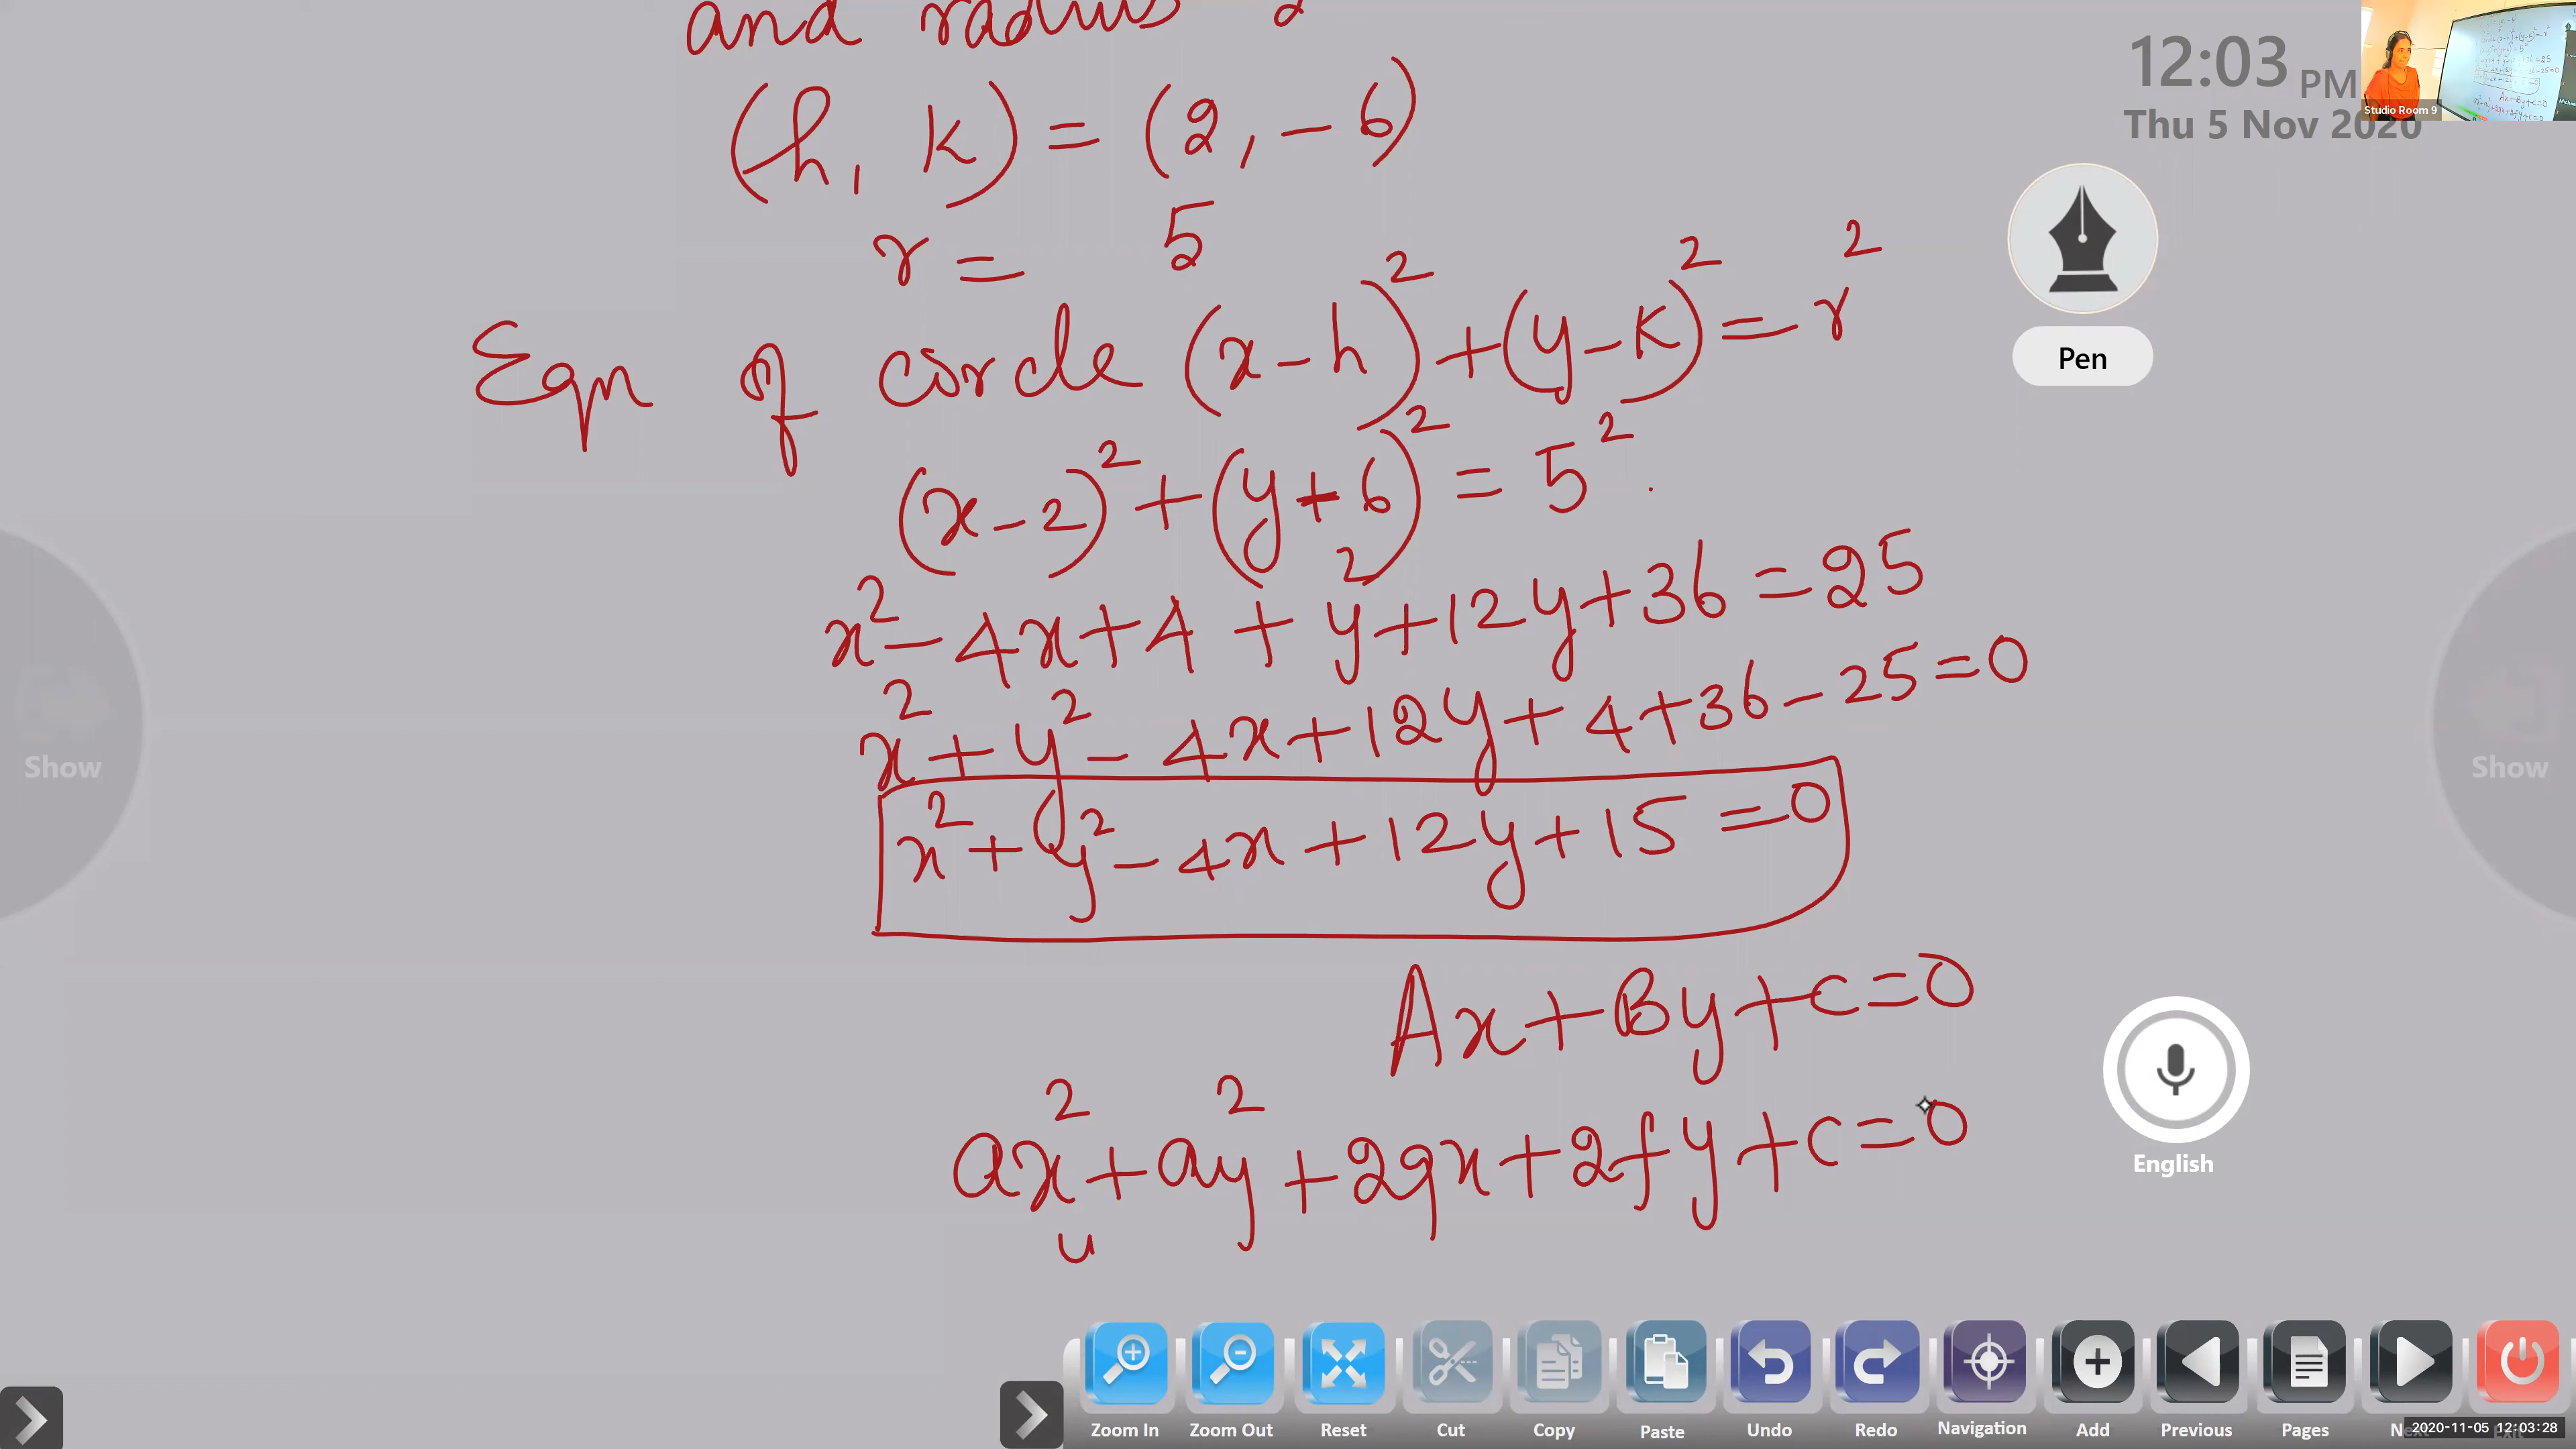 and radius
(h, k) = (2, -6)
r = 5
Eqn of circle (x-h)² + (y-k)² = r²
(x-2)² + (y+6)² = 5²
x² - 4x + 4 + y² + 12y + 36 = 25
x² + y² - 4x + 12y + 4 + 36 - 25 = 0
x² + y² - 4x + 12y + 15 = 0
Ax + By + c = 0
ax² + ay² + 2gx + 2fy + c = 0
12:03 PM
Thu 5 Nov 2020
Studio Room 9
Pen
Show
Show
English
Zoom In
Zoom Out
Reset
Cut
Copy
Paste
Undo
Redo
Navigation
Add
Previous
Pages
2020-11-05 12:03:28